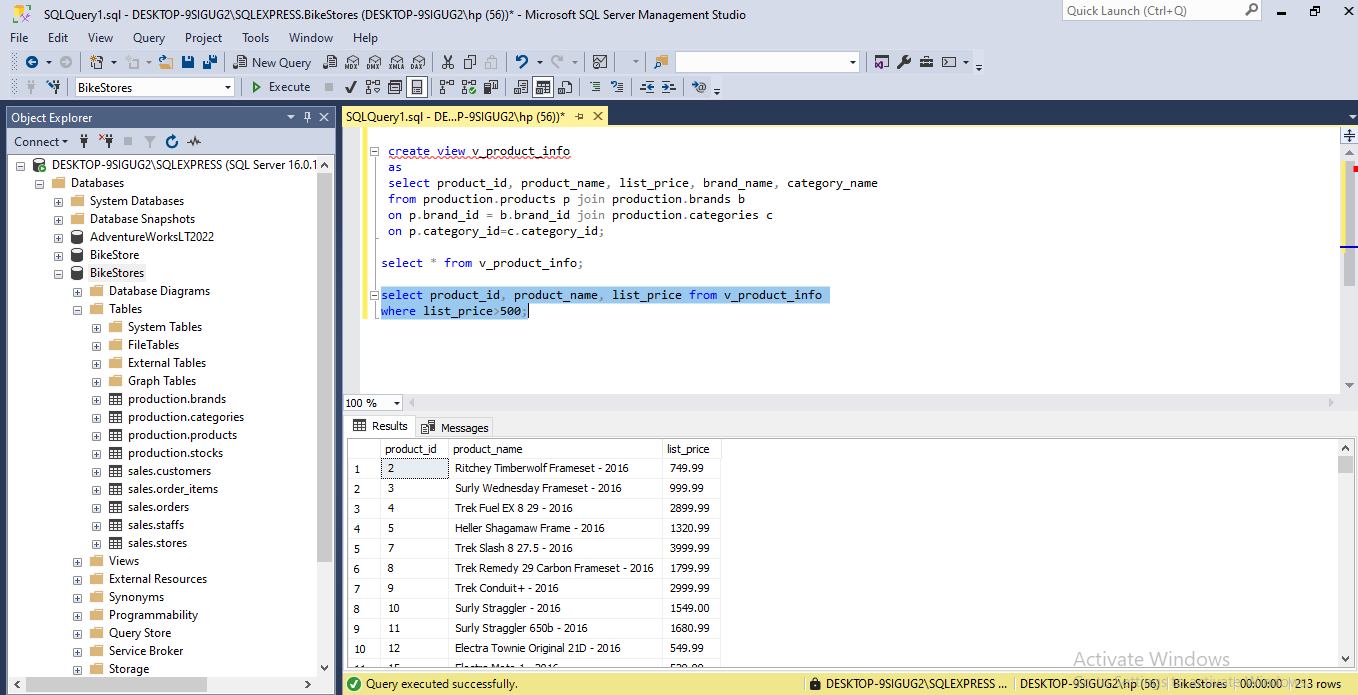 SQLQuery1.sql - DESKTOP-9SIGUG2\SQLEXPRESS.BikeStores (DESKTOP-9SIGUG2\hp (56))* - Microsoft SQL Server Management Studio
Quick Launch (Ctrl+Q)
File Edit View Query Project Tools Window Help
New Query MDX DMX XMLA DAX
BikeStores Execute
Object Explorer
SQLQuery1.sql - DE...P-9SIGUG2\hp (56))*
Connect
DESKTOP-9SIGUG2\SQLEXPRESS (SQL Server 16.0.1
Databases
System Databases
Database Snapshots
AdventureWorksLT2022
BikeStore
BikeStores
Database Diagrams
Tables
System Tables
FileTables
External Tables
Graph Tables
production.brands
production.categories
production.products
production.stocks
sales.customers
sales.order_items
sales.orders
sales.staffs
sales.stores
Views
External Resources
Synonyms
Programmability
Query Store
Service Broker
Storage
create view v_product_info
as
select product_id, product_name, list_price, brand_name, category_name
from production.products p join production.brands b
on p.brand_id = b.brand_id join production.categories c
on p.category_id=c.category_id;
select * from v_product_info;
select product_id, product_name, list_price from v_product_info
where list_price>500;
100 %
Results Messages
product_id product_name list_price
1 2 Ritchey Timberwolf Frameset - 2016 749.99
2 3 Surly Wednesday Frameset - 2016 999.99
3 4 Trek Fuel EX 8 29 - 2016 2899.99
4 5 Heller Shagamaw Frame - 2016 1320.99
5 7 Trek Slash 8 27.5 - 2016 3999.99
6 8 Trek Remedy 29 Carbon Frameset - 2016 1799.99
7 9 Trek Conduit+ - 2016 2999.99
8 10 Surly Straggler - 2016 1549.00
9 11 Surly Straggler 650b - 2016 1680.99
10 12 Electra Townie Original 21D - 2016 549.99
Activate Windows
Query executed successfully.
DESKTOP-9SIGUG2\SQLEXPRESS ... DESKTOP-9SIGUG2\hp (56) BikeStores 00:00:00 213 rows